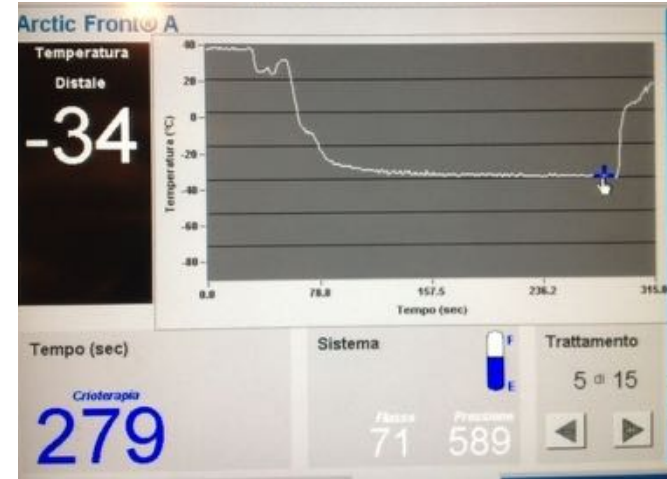 Arctic Front® A
Temperatura
Distale
-34
Temperatura (°C)
40
20
0
-20
-40
-60
-80
0.0
78.8
157.5
236.2
315.0
Tempo (sec)
Tempo (sec)
Crioterapia
279
Sistema
F
E
Flusso
Pressione
71
589
Trattamento
5 di 15